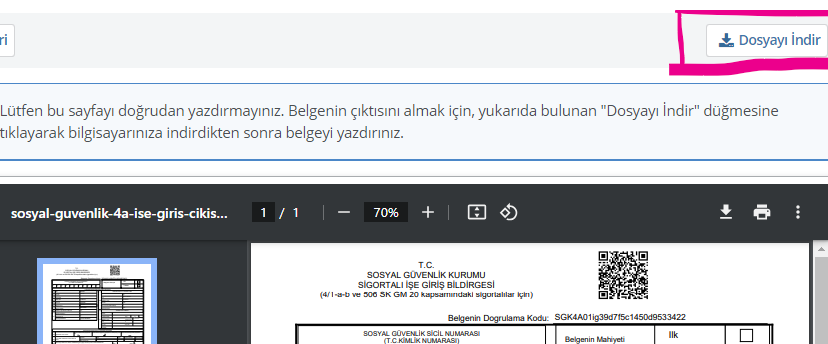 ri
Dosyayı İndir
Lütfen bu sayfayı doğrudan yazdırmayınız. Belgenin çıktısını almak için, yukarıda bulunan "Dosyayı İndir" düğmesine
tıklayarak bilgisayarınıza indirdikten sonra belgeyi yazdırınız.
sosyal-guvenlik-4a-ise-giris-cikis... 1 / 1 70%
T.C.
SOSYAL GÜVENLİK KURUMU
SİGORTALI İŞE GİRİŞ BİLDİRGESİ
(4/1-a-b ve 506 SK GM 20 kapsamındaki sigortalılar için)
Belgenin Dogrulama Kodu: SGK4A01ig39d7f5c1450d9533422
SOSYAL GÜVENLİK SİCİL NUMARASI
(T.C.KİMLİK NUMARASI)
Belgenin Mahiyeti
Ilk